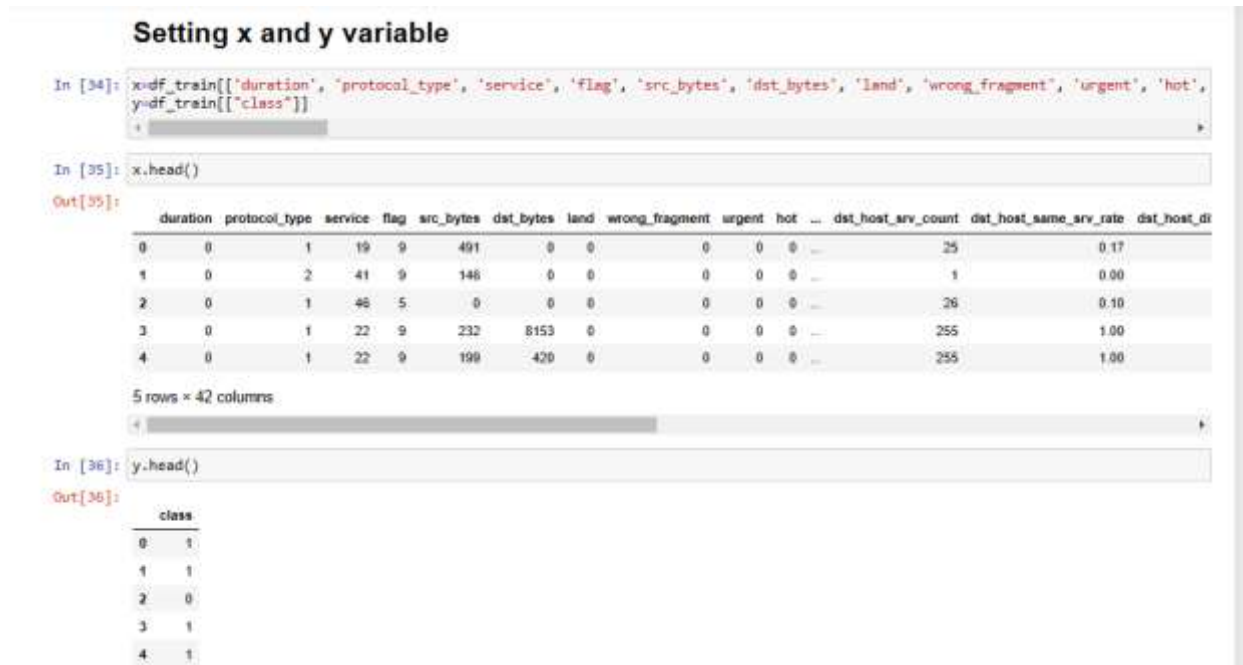 Setting x and y variable
In [34]: x=df_train[['duration', 'protocol_type', 'service', 'flag', 'src_bytes', 'dst_bytes', 'land', 'wrong_fragment', 'urgent', 'hot',
y=df_train[["class"]]
In [35]: x.head()
Out[35]:
duration protocol_type service flag src_bytes dst_bytes land wrong_fragment urgent hot ... dst_host_srv_count dst_host_same_srv_rate dst_host_di
0 0 1 19 9 491 0 0 0 0 0 ... 25 0.17
1 0 2 41 9 146 0 0 0 0 0 ... 1 0.00
2 0 1 46 5 0 0 0 0 0 0 ... 26 0.10
3 0 1 22 9 232 8153 0 0 0 0 ... 255 1.00
4 0 1 22 9 199 420 0 0 0 0 ... 255 1.00
5 rows × 42 columns
In [36]: y.head()
Out[36]:
class
0 1
1 1
2 0
3 1
4 1